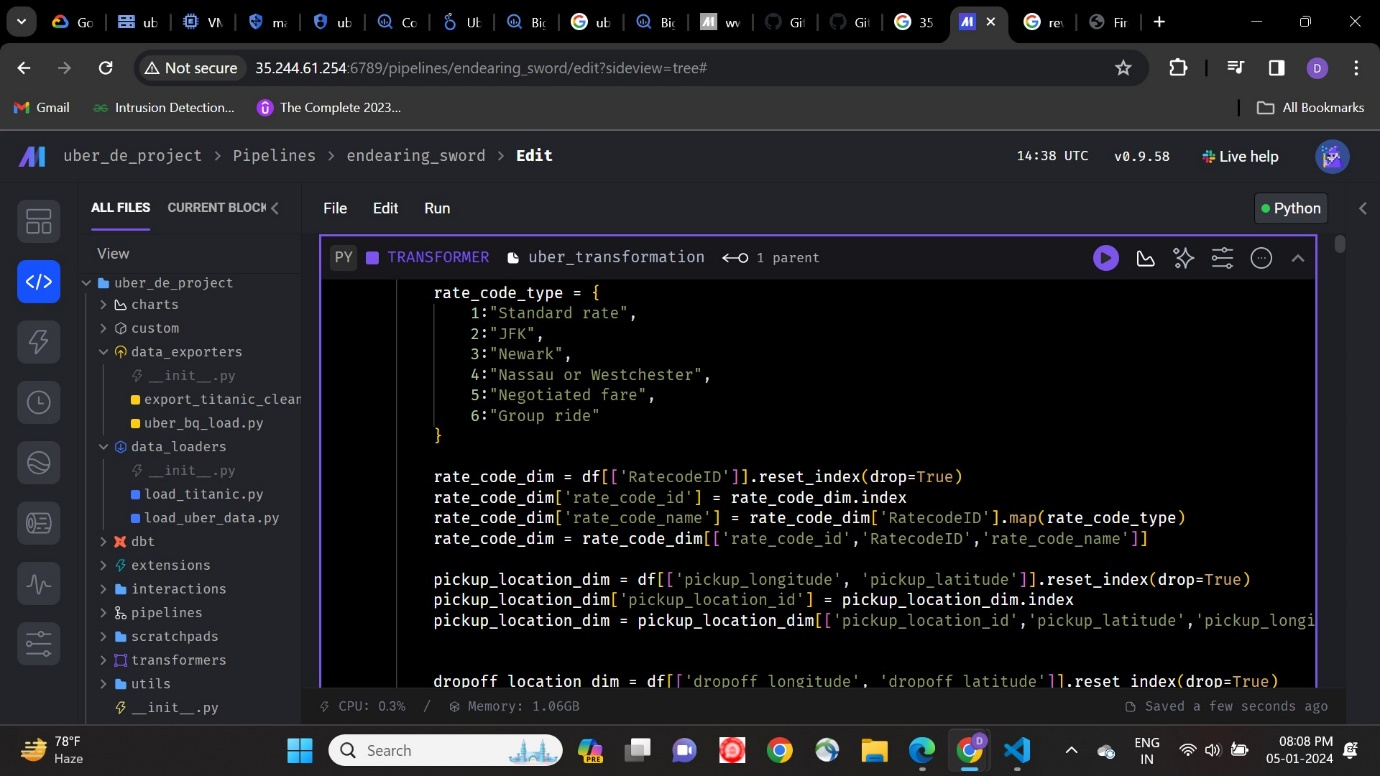 Go
ub
VM
ma
ub
Co
Ub
Big
ub
Big
wv
Git
Git
35
rev
Fir
Not secure 35.244.61.254:6789/pipelines/endearing_sword/edit?sideview=tree#
D
Gmail Intrusion Detection... The Complete 2023... All Bookmarks
uber_de_project > Pipelines > endearing_sword > Edit 14:38 UTC v0.9.58 Live help
ALL FILES CURRENT BLOCK
File Edit Run Python
View
uber_de_project
charts
custom
data_exporters
__init__.py
export_titanic_clean
uber_bq_load.py
data_loaders
__init__.py
load_titanic.py
load_uber_data.py
dbt
extensions
interactions
pipelines
scratchpads
transformers
utils
__init__.py
PY TRANSFORMER uber_transformation 1 parent
rate_code_type = {
1:"Standard rate",
2:"JFK",
3:"Newark",
4:"Nassau or Westchester",
5:"Negotiated fare",
6:"Group ride"
}
rate_code_dim = df[['RatecodeID']].reset_index(drop=True)
rate_code_dim['rate_code_id'] = rate_code_dim.index
rate_code_dim['rate_code_name'] = rate_code_dim['RatecodeID'].map(rate_code_type)
rate_code_dim = rate_code_dim[['rate_code_id','RatecodeID','rate_code_name']]
pickup_location_dim = df[['pickup_longitude', 'pickup_latitude']].reset_index(drop=True)
pickup_location_dim['pickup_location_id'] = pickup_location_dim.index
pickup_location_dim = pickup_location_dim[['pickup_location_id','pickup_latitude','pickup_longi
dropoff_location_dim = df[['dropoff_longitude', 'dropoff_latitude']].reset_index(drop=True)
CPU: 0.3% / Memory: 1.06GB Saved a few seconds ago
78°F
Haze
Search
PRE
D
ENG
IN
08:08 PM
05-01-2024